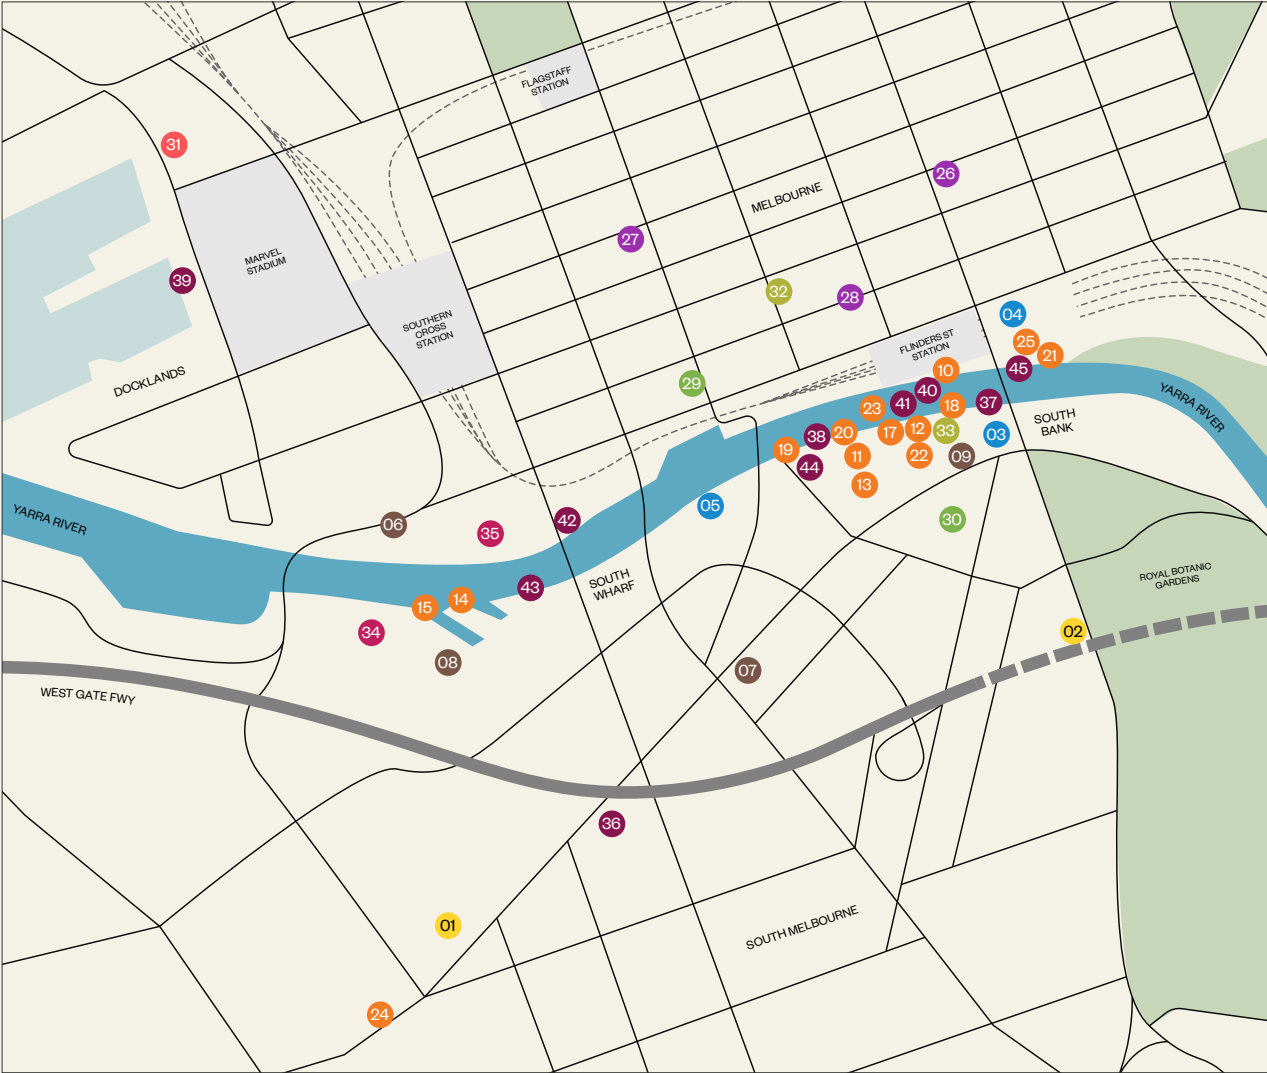 FLAGSTAFF
STATION
31
26
MELBOURNE
27
MARVEL
STADIUM
39
32
28
04
SOUTHERN
CROSS
STATION
FLINDERS ST
STATION
25
21
45
10
DOCKLANDS
29
40
41
18
37
23
YARRA RIVER
SOUTH
BANK
38
20
17
12
33
03
19
11
22
09
44
13
05
30
YARRA RIVER
06
35
42
ROYAL BOTANIC
GARDENS
SOUTH
WHARF
43
14
15
34
02
08
07
WEST GATE FWY
36
01
SOUTH MELBOURNE
24